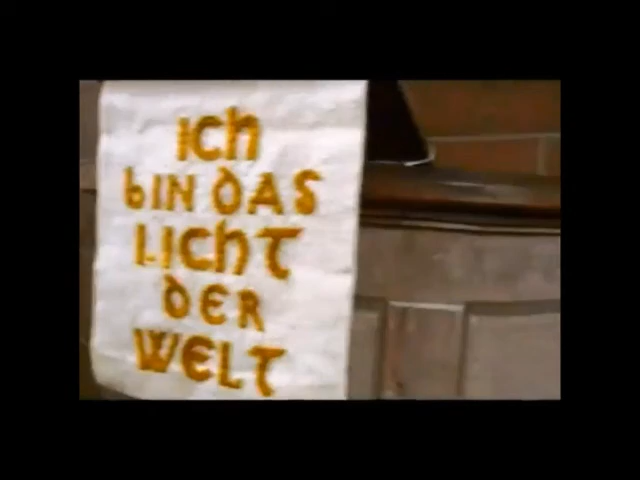 Ich
bin das
Licht
der
Welt